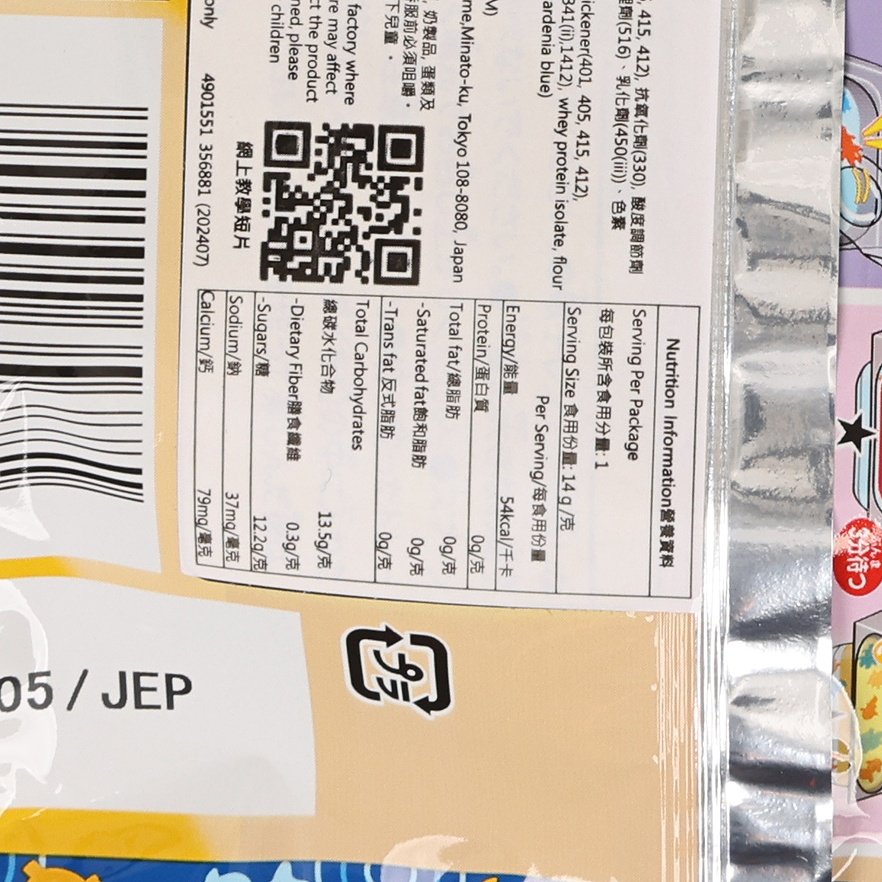 , 415, 412), 抗氧化劑(330), 酸度調節劑
劑(516)、乳化劑(450(iii))、色素
ickener(401, 405, 415, 412),
341(ii),1412), whey protein isolate, flour
ardenia blue)
me,Minato-ku, Tokyo 108-8080, Japan
M)
, 奶製品, 蛋類及
服前必須咀嚼。
下兒童。
factory where
re may affect
ct the product
ned, please
children
網上教學短片
only 4901551 356881 (202407)
Nutrition Information營養資料
Serving Per Package
每包裝所含食用分量: 1
Serving Size 食用份量: 14 g /克
Per Serving/每食用份量
Energy/能量 54kcal/千卡
Protein/蛋白質 0g/克
Total fat/總脂肪 0g/克
-Saturated fat飽和脂肪 0g/克
-Trans fat 反式脂肪 0g/克
Total Carbohydrates
總碳水化合物 13.5g/克
-Dietary Fiber膳食纖維 0.3g/克
-Sugars/糖 12.2g/克
Sodium/鈉 37mg/毫克
Calcium/鈣 79mg/毫克
プラ
05 / JEP
3分待つ